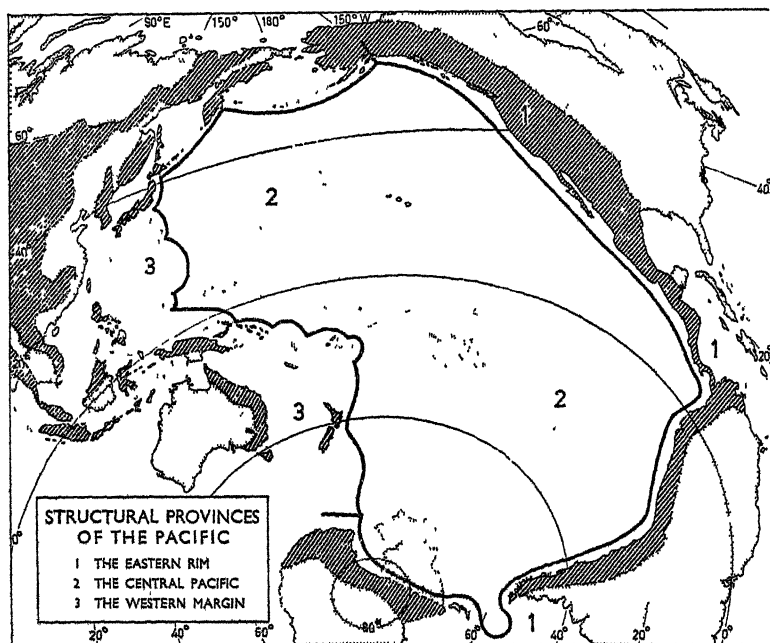 90°E 150° 180° 150°W 60°
1
60°
2
40°
40°
3
1
20°
3
2
STRUCTURAL PROVINCES
OF THE PACIFIC
1 THE EASTERN RIM
2 THE CENTRAL PACIFIC
3 THE WESTERN MARGIN
0°
0°
1
80°
20° 40° 60° 60° 40° 20°